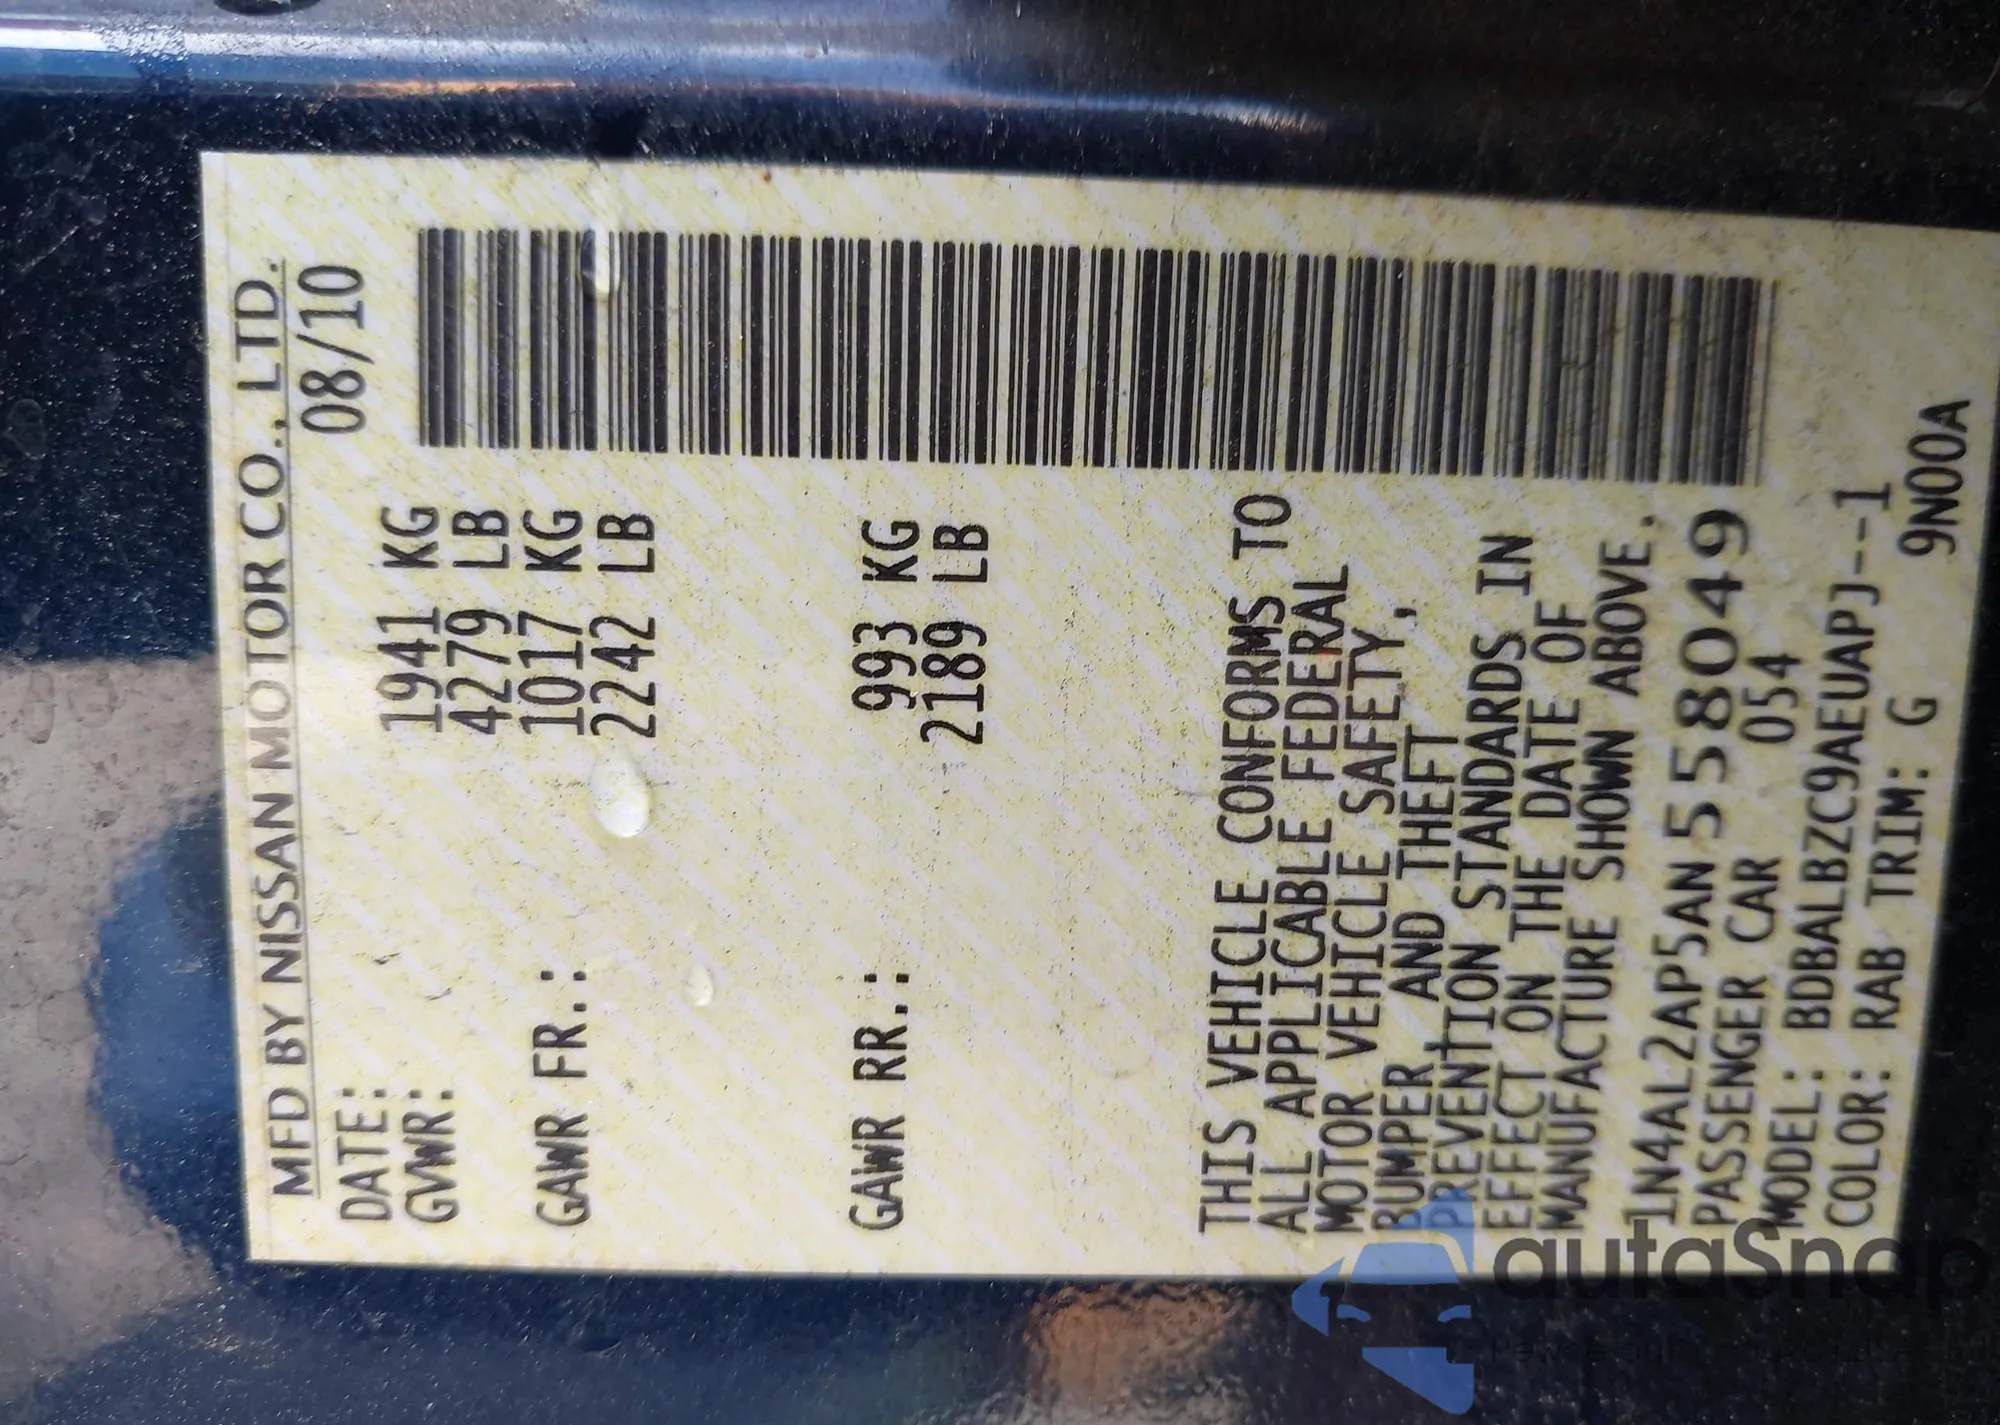 MFD BY NISSAN MOTOR CO., LTD.
DATE: 08/10
GVWR: 1941 KG
4279 LB
GAWR FR.: 1017 KG
2242 LB
GAWR RR.: 993 KG
2189 LB
THIS VEHICLE CONFORMS TO
ALL APPLICABLE FEDERAL
MOTOR VEHICLE SAFETY,
BUMPER AND THEFT
PREVENTION STANDARDS IN
EFFECT ON THE DATE OF
MANUFACTURE SHOWN ABOVE.
1N4AL2AP5AN558049
PASSENGER CAR 054
MODEL: BDBALBZC9AEUAPJ--1
COLOR: RAB TRIM: G 9N00A
autaSnap